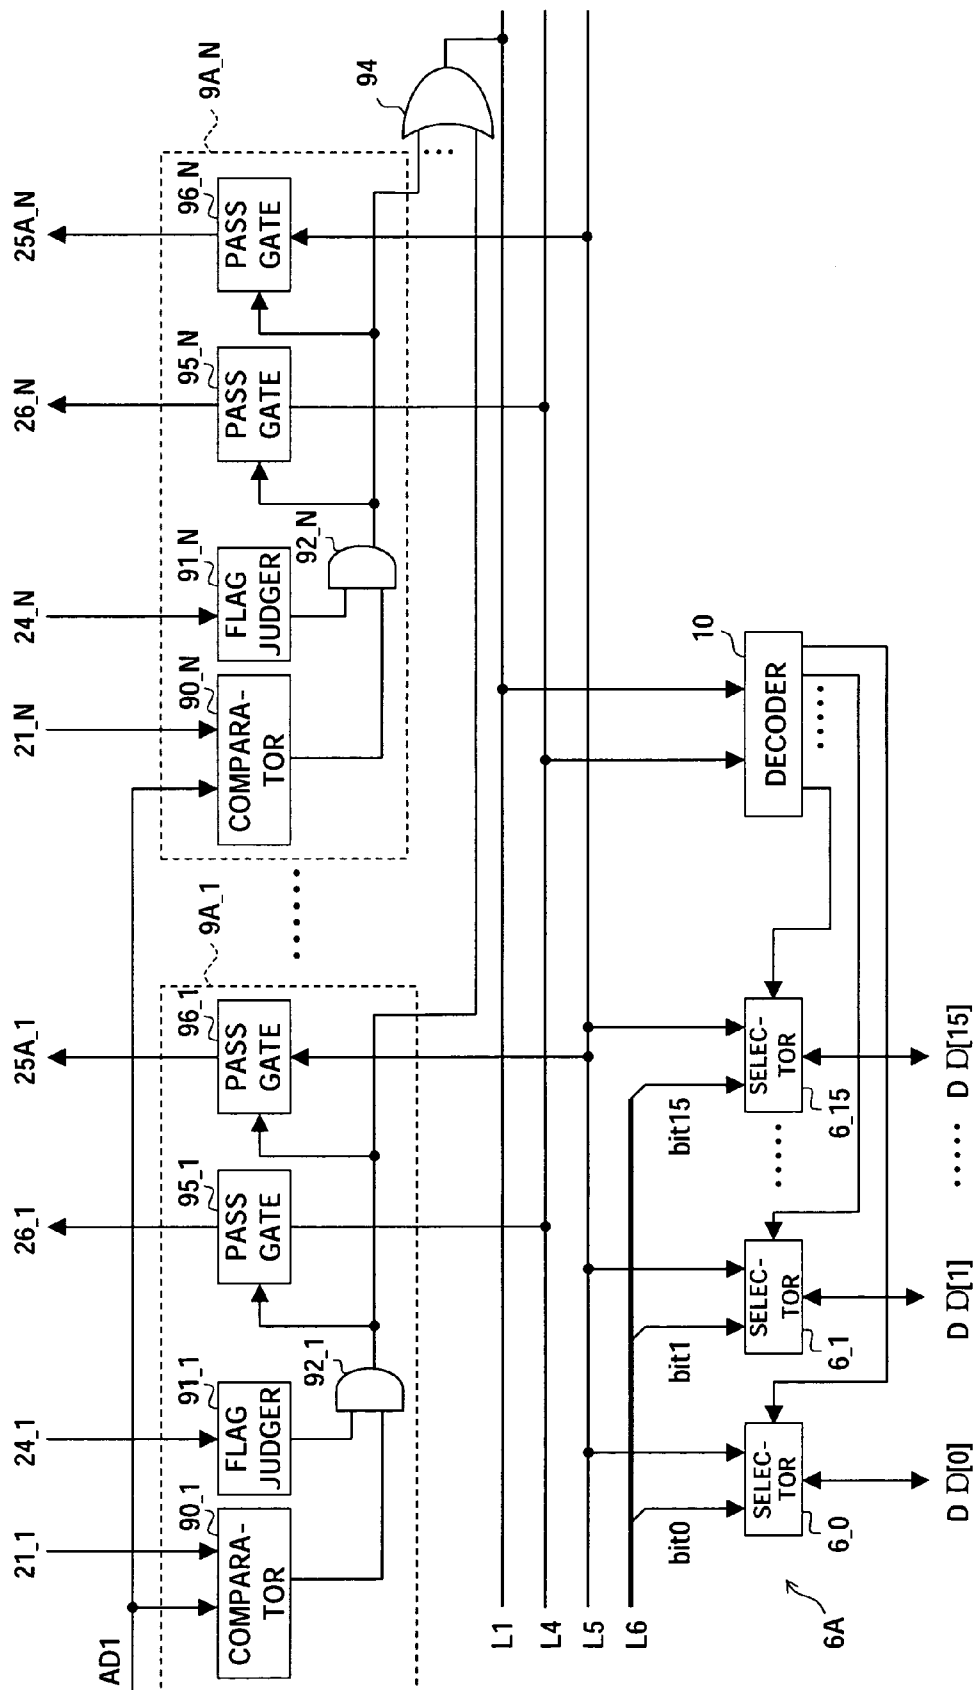 21_1
24_1
26_1
25A_1
21_N
24_N
26_N
25A_N
AD1
9A_1
9A_N
90_1
COMPARA-
TOR
91_1
FLAG
JUDGER
92_1
95_1
PASS
GATE
96_1
PASS
GATE
90_N
COMPARA-
TOR
91_N
FLAG
JUDGER
92_N
95_N
PASS
GATE
96_N
PASS
GATE
94
L1
L4
L5
L6
bit0
bit1
bit15
10
DECODER
SELEC-
TOR
6_0
SELEC-
TOR
6_1
SELEC-
TOR
6_15
6A
D D[0]
D D[1]
D D[15]